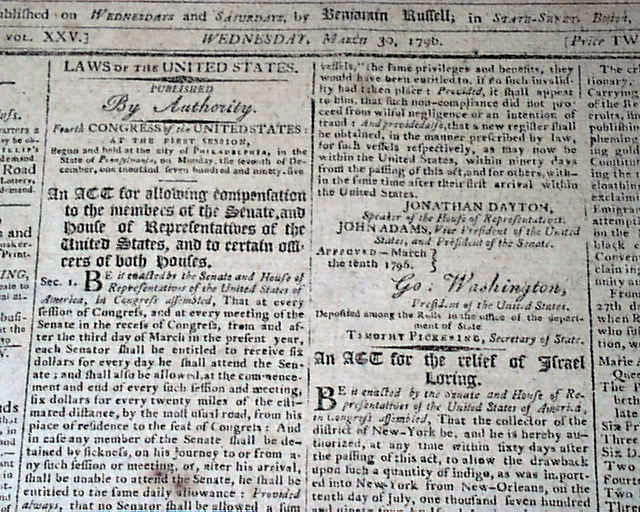 ublished on WEDNESDAYS and SATURDAYS, by Benjamin Russell; in STATE-STREET, Boston,
VOL. XXV.] WEDNESDAY, March 30, 1796. [Price TW
LAWS OF THE UNITED STATES.
PUBLISHED
By Authority.
Fourth CONGRESS of the UNITED STATES:
AT THE FIRST SESSION,
Begun and held at the city of PHILADELPHIA, in the
State of Pennsylvania, on Monday, the seventh of De-
cember, one thousand seven hundred and ninety-five.
An ACT for allowing compensation
to the members of the Senate, and
House of Representatives of the
United States, and to certain offi-
cers of both Houses.
Sec. 1. BE it enacted by the Senate and House of
Representatives of the United States of
America, in Congress assembled, That at every
session of Congress, and at every meeting of the
Senate in the recess of Congress, from and af-
ter the third day of March in the present year,
each Senator shall be entitled to receive six
dollars for every day he shall attend the Sen-
ate: and shall also be allowed, at the commence-
ment and end of every such session and meeting,
six dollars for every twenty miles of the esti-
mated distance, by the most usual road, from his
place of residence to the seat of Congress: And
in case any member of the Senate shall be de-
tained by sickness, on his journey to or from a-
ny such session or meeting, or, after his arrival,
shall be unable to attend the Senate, he shall be
entitled to the same daily allowance: Provided
always, that no Senator shall be allowed a sum
vessels," the same privileges and benefits, they
would have been entitled to, if no such invalid-
ity had taken place: Provided, it shall appear
to him, that such non-compliance did not pro-
ceed from wilful negligence or an intention of
fraud: And provided also, that a new register shall
be obtained, in the manner prescribed by law,
for such vessels respectively, as may now be
within the United States, within ninety days
from the passing of this act, and for others, with-
in the same time after their first arrival within
the United States.
JONATHAN DAYTON,
Speaker of the House of Representatives.
JOHN ADAMS, Vice President of the United
States, and President of the Senate.
APPROVED—March
the tenth 1796.
Go: Washington,
President of the United States.
Deposited among the Rolls in the office of the depart-
ment of State
TIMOTHY PICKERING, Secretary of State.
An ACT for the relief of Israel
Loring.
BE it enacted by the Senate and House of Re-
presentatives of the United States of America,
in Congress assembled, That the collector of the
district of New-York be, and he is hereby au-
thorized, at any time within sixty days after
the passing of this act, to allow the drawback
upon such a quantity of indigo, as was import-
ed into New-York from New-Orleans, on the
tenth day of July, one thousand seven hundred